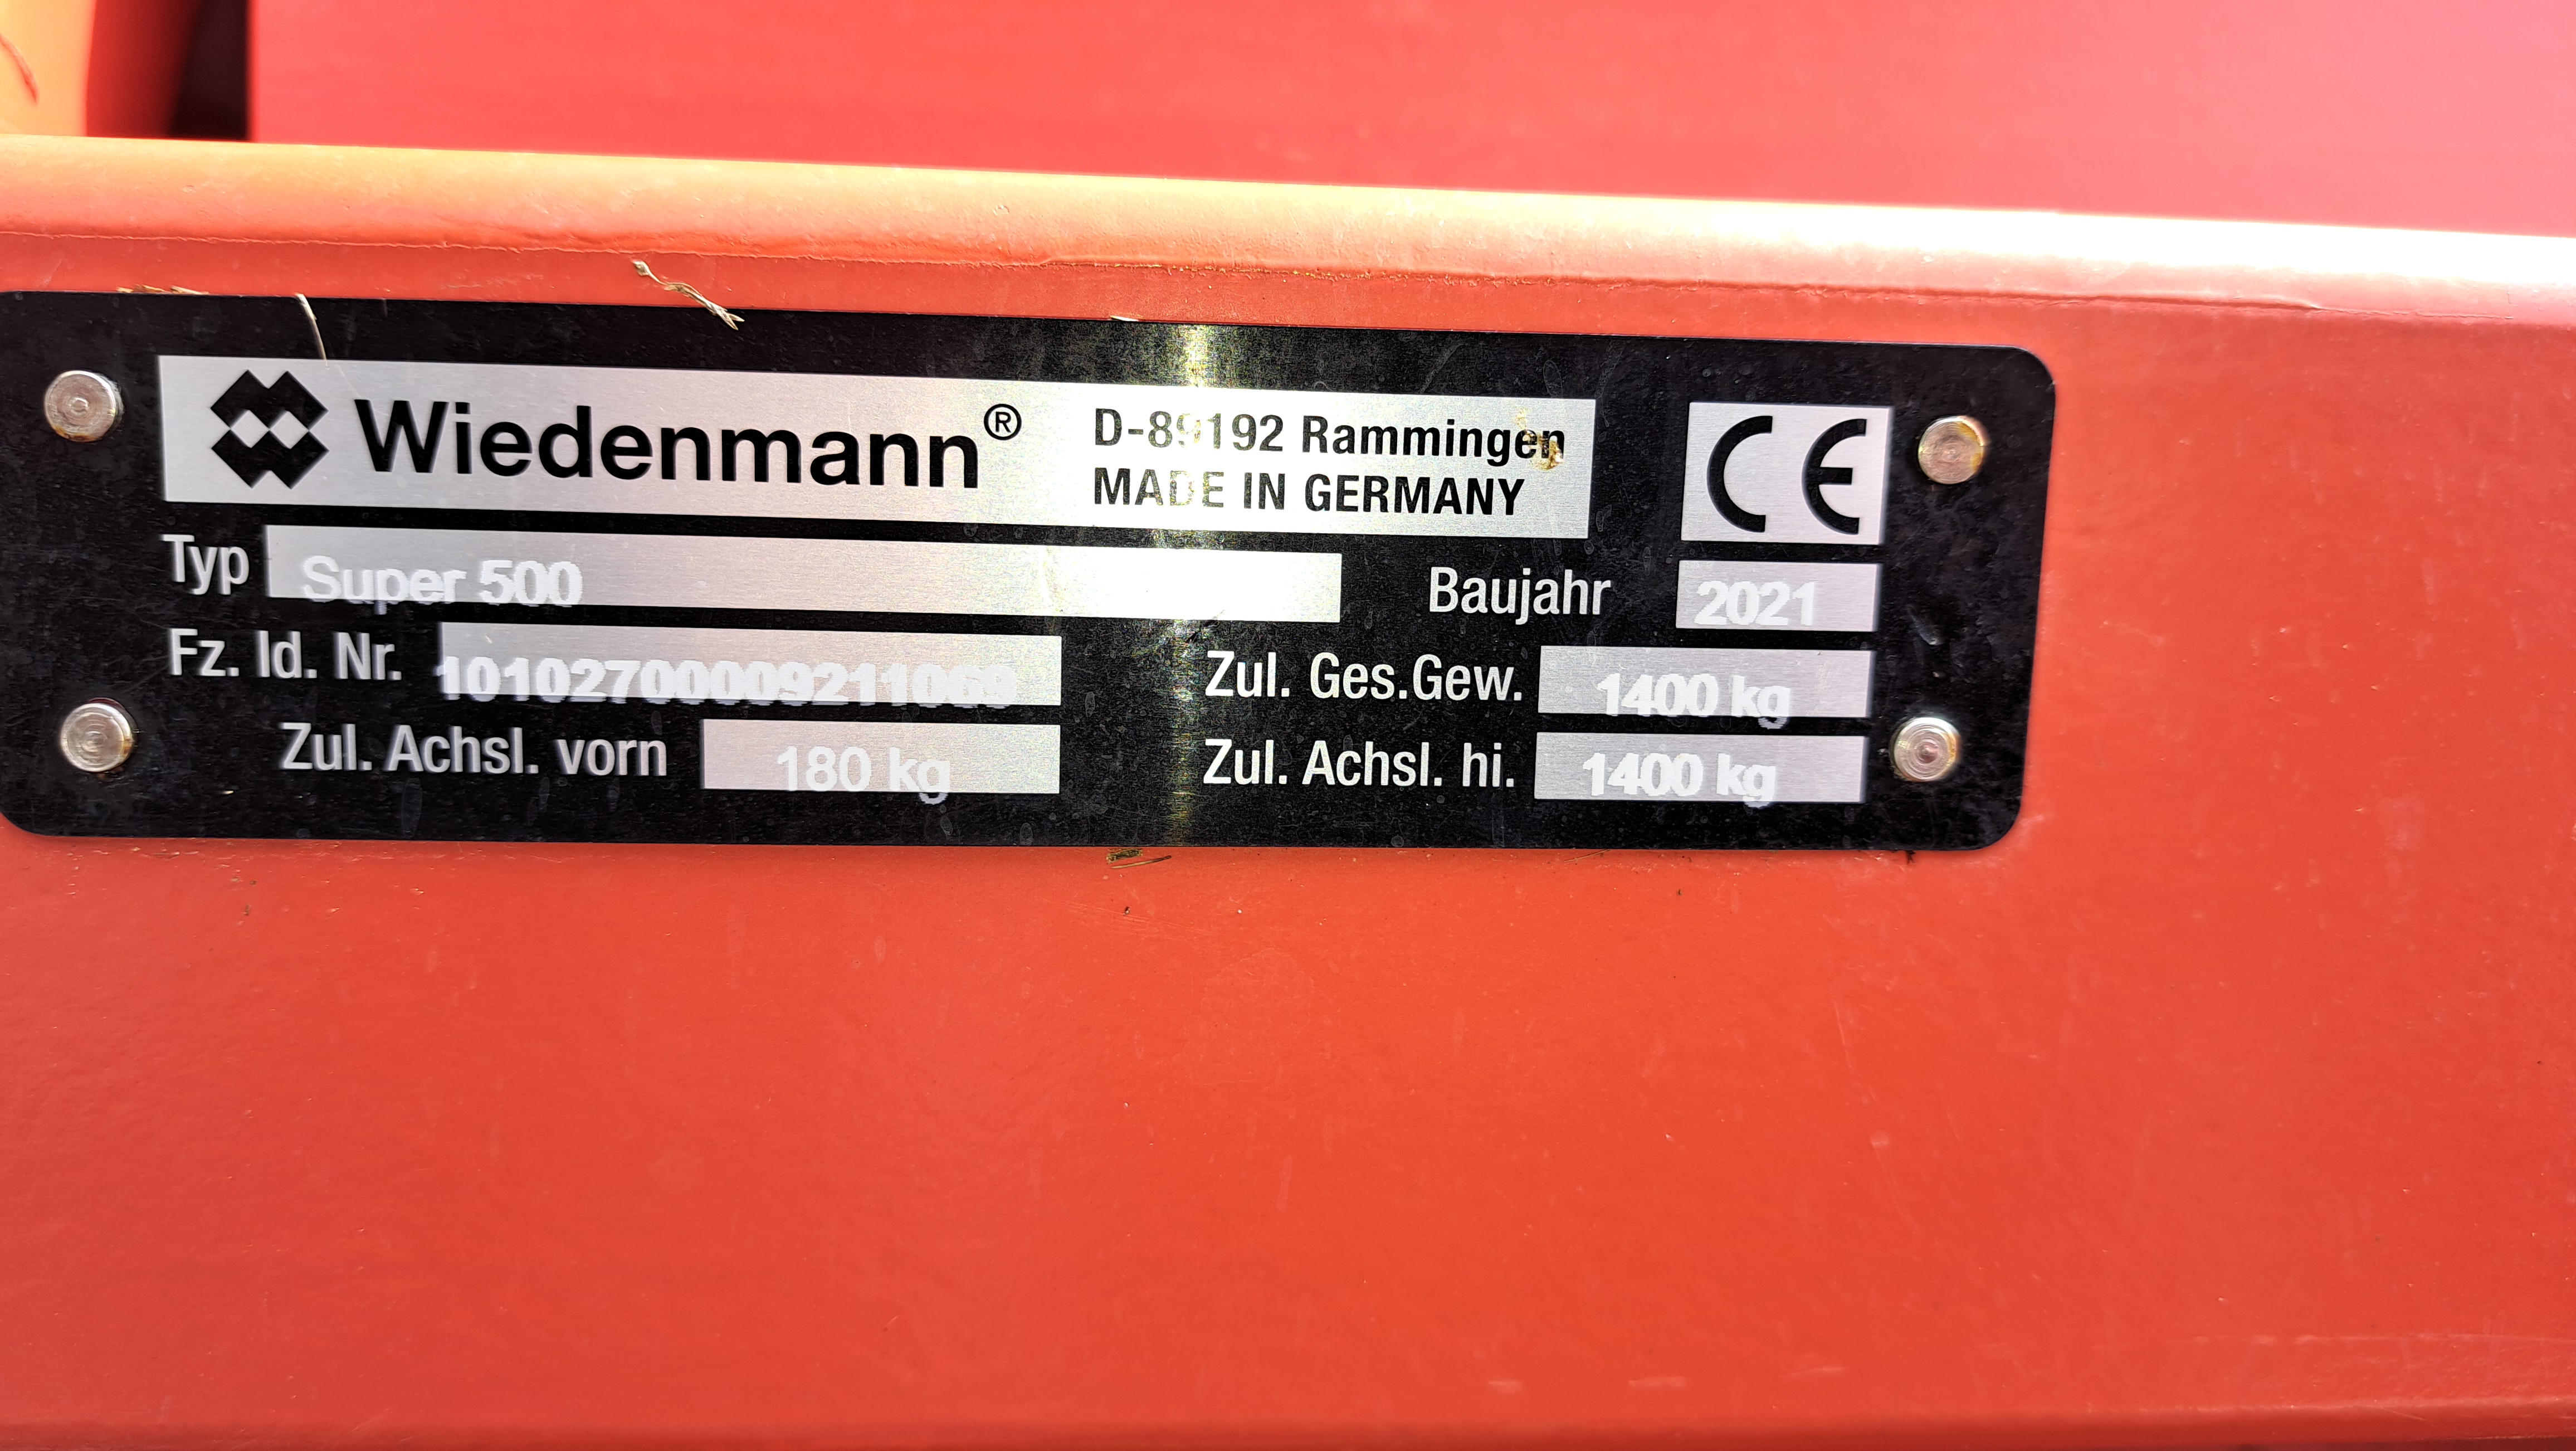 Wiedenmann® D-89192 Rammingen
MADE IN GERMANY
CE
Typ Super 500 Baujahr 2021
Fz. Id. Nr. Zul. Ges.Gew. 1400 kg
Zul. Achsl. vorn 180 kg Zul. Achsl. hi. 1400 kg